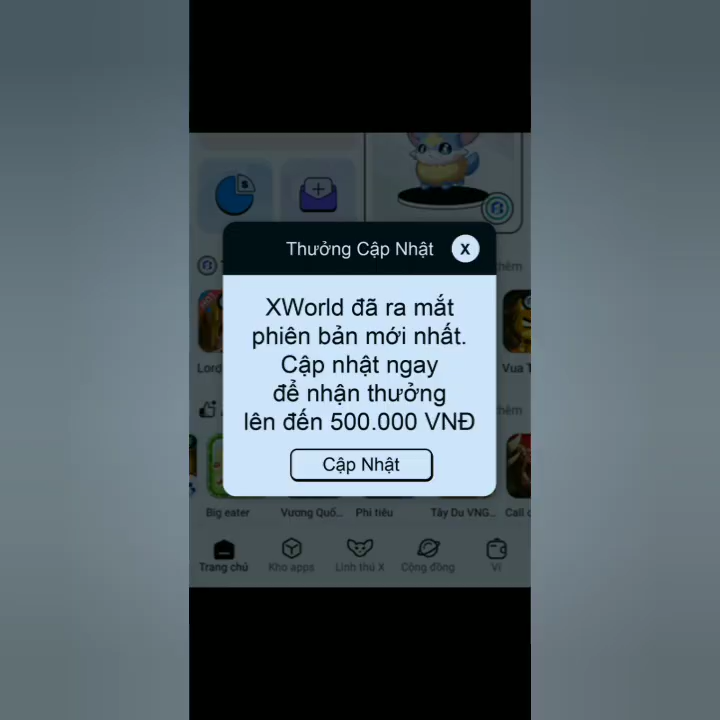 Thưởng Cập Nhật
X
XWorld đã ra mắt
phiên bản mới nhất.
Cập nhật ngay
để nhận thưởng
lên đến 500.000 VNĐ
Cập Nhật
Lord
Vua T
Big eater
Vương Quố...
Phi tiêu
Tây Du VNG...
Call
Trang chủ
Kho apps
Linh thú X
Cộng đồng
Ví